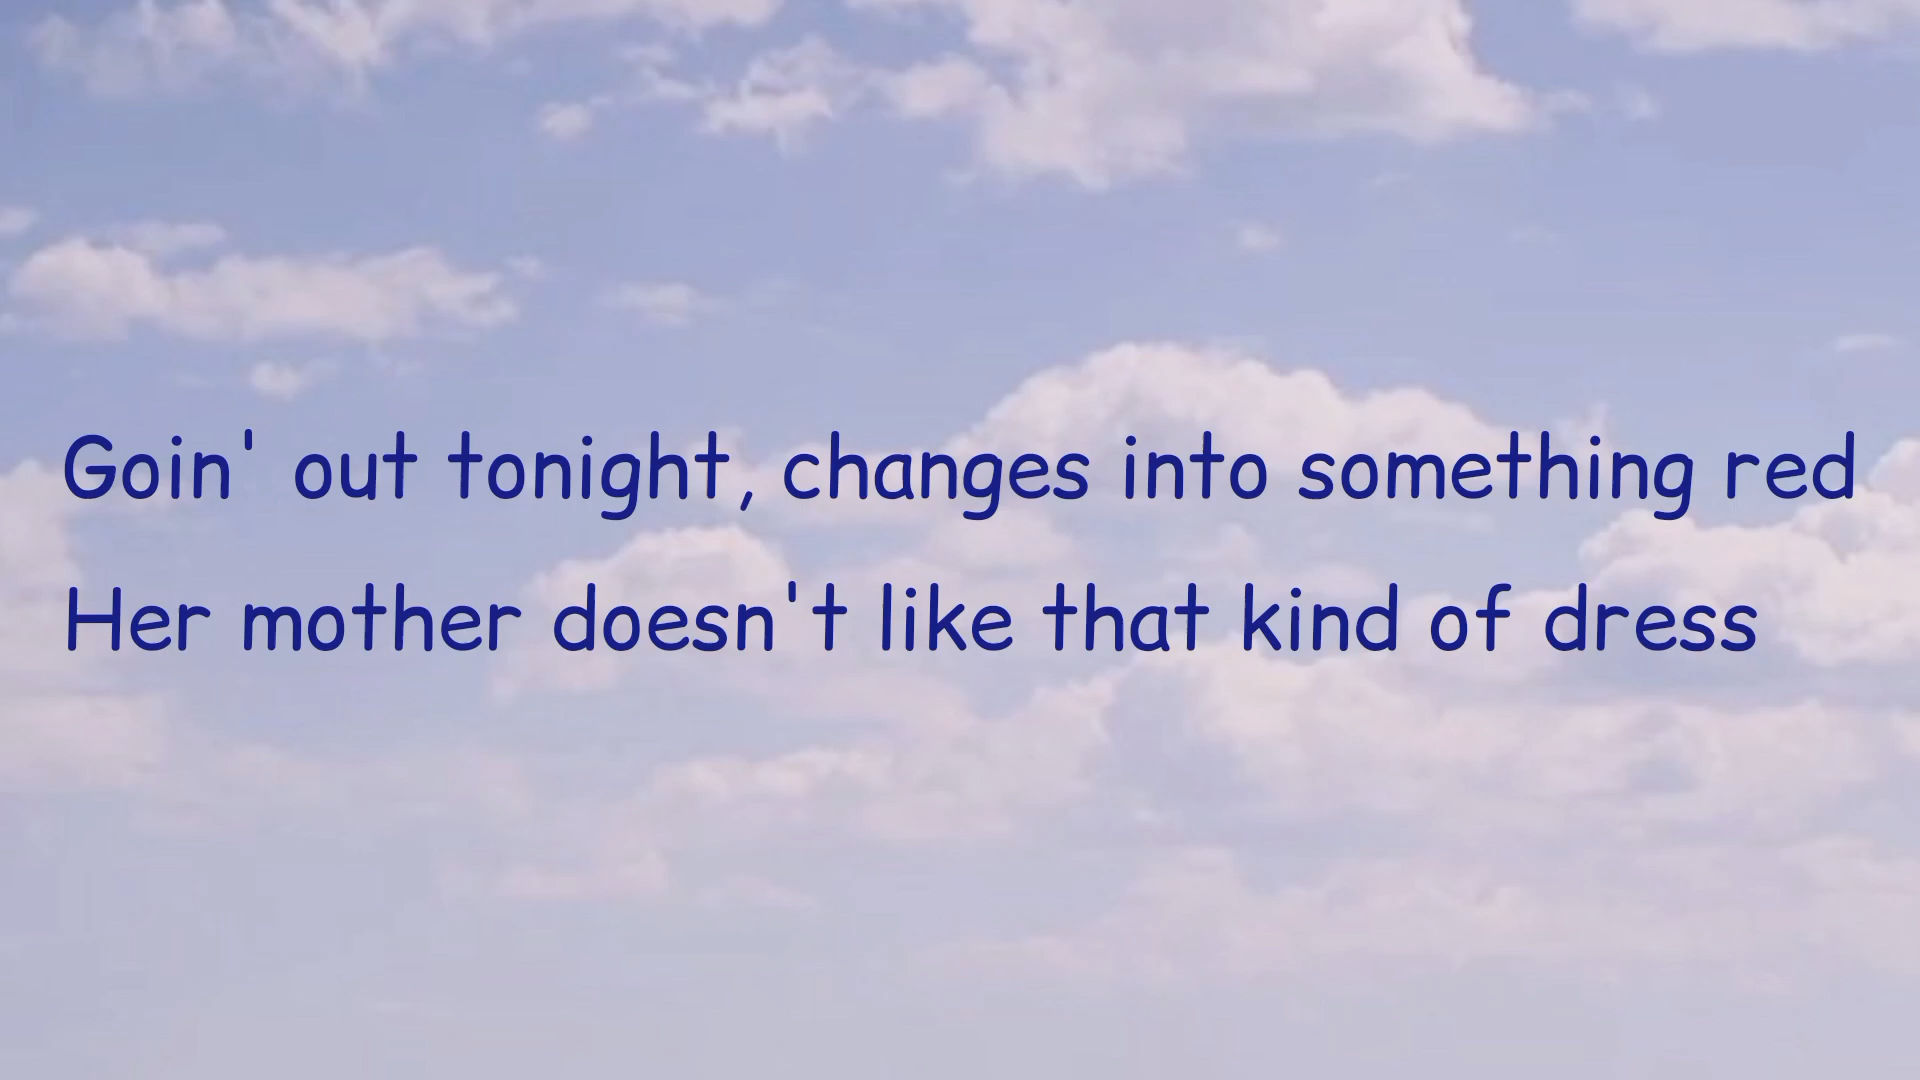 Goin' out tonight, changes into something red
Her mother doesn't like that kind of dress